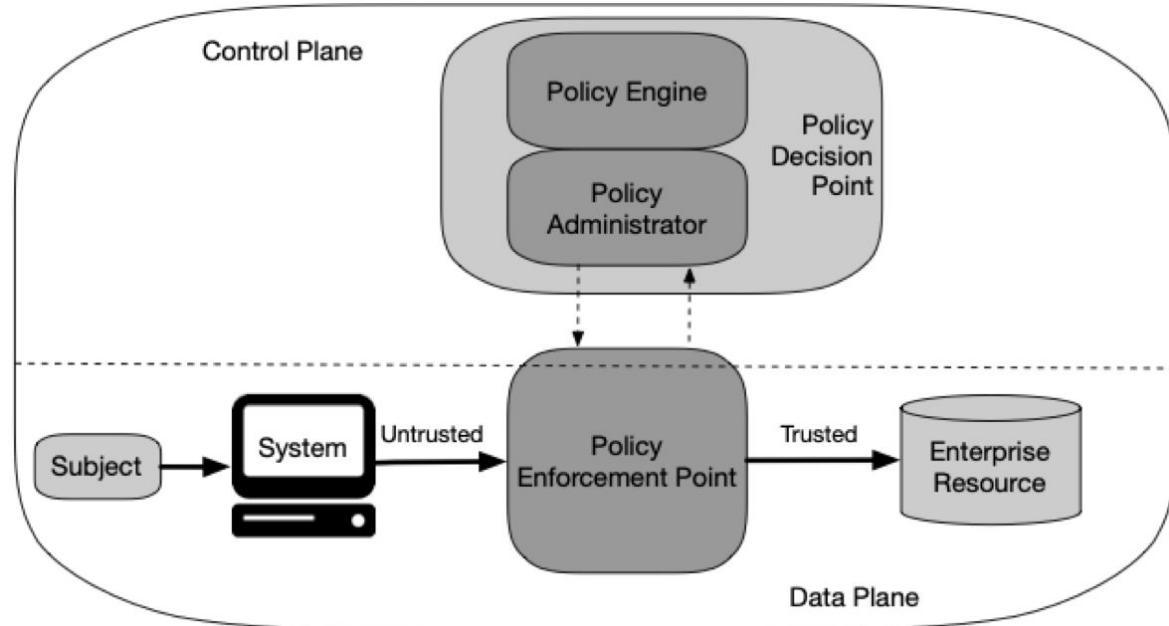 Control Plane
Policy Engine
Policy
Decision
Point
Policy
Administrator
Subject
System
Untrusted
Policy
Enforcement Point
Trusted
Enterprise
Resource
Data Plane